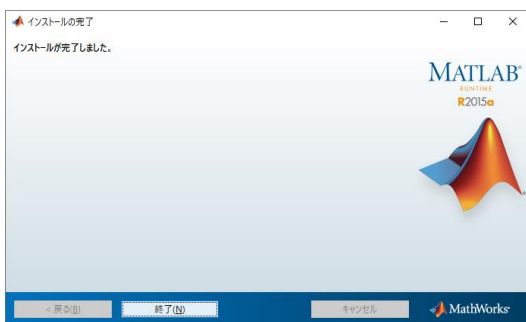 インストールの完了
インストールが完了しました。
MATLAB®
RUNTIME
R2015a
<戻る(B)
終了(N)
キャンセル
MathWorks®